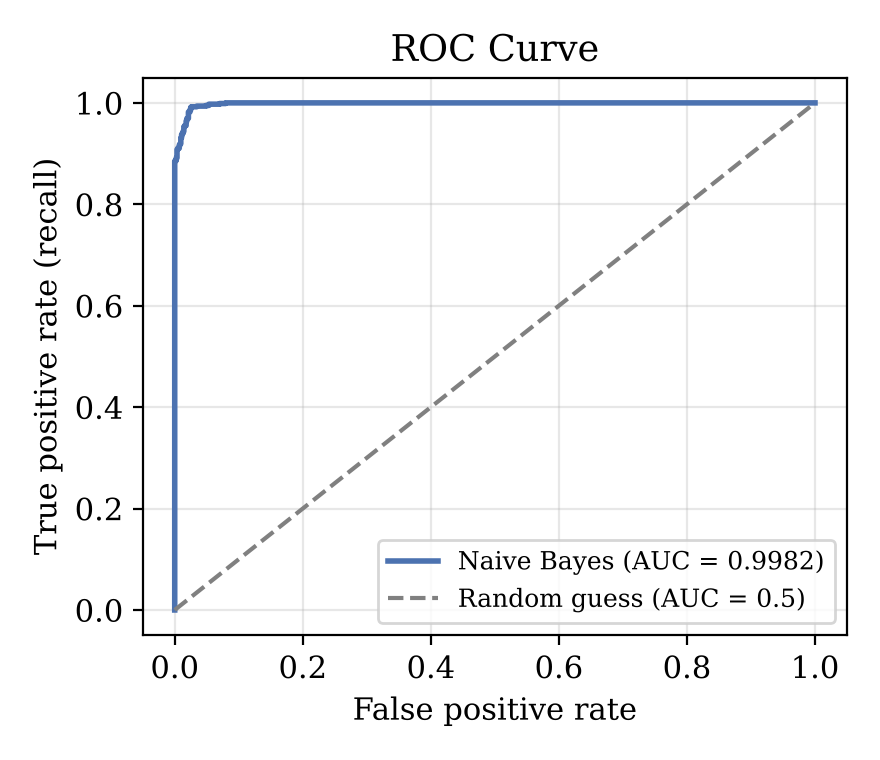 ROC Curve
True positive rate (recall)
1.0
0.8
0.6
0.4
0.2
0.0
Naive Bayes (AUC = 0.9982)
Random guess (AUC = 0.5)
0.0 0.2 0.4 0.6 0.8 1.0
False positive rate